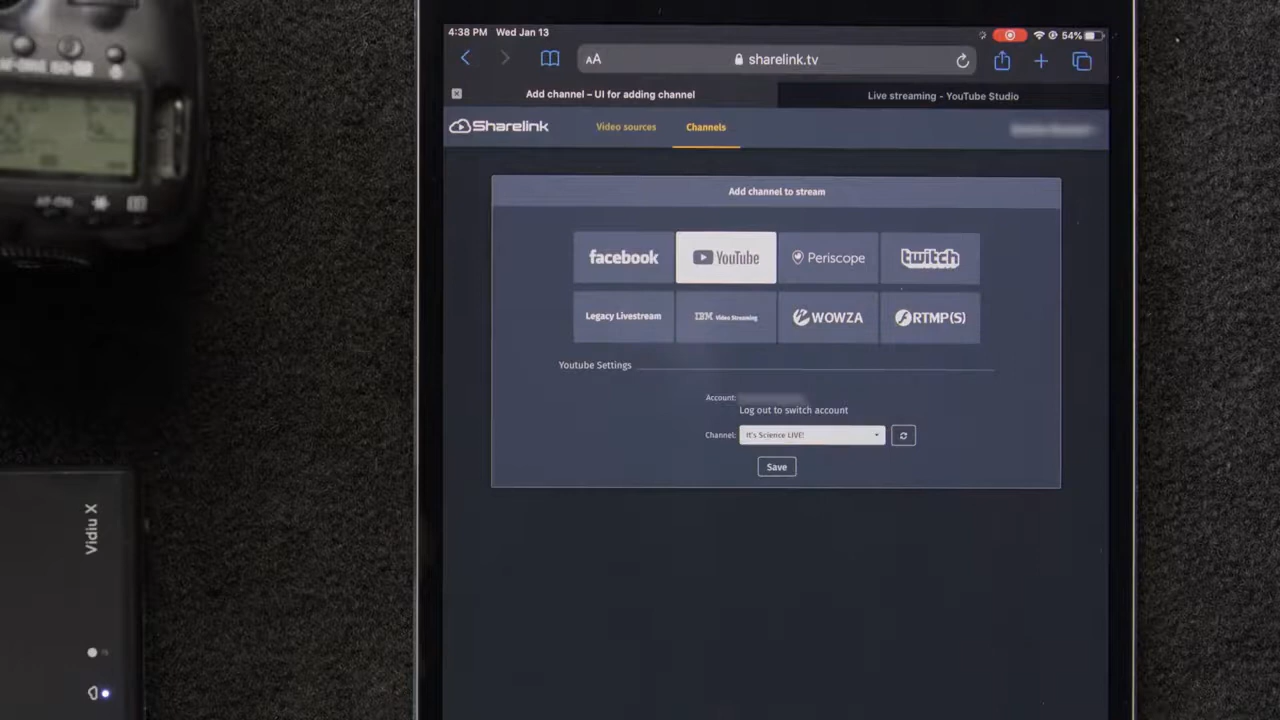 4:38 PM Wed Jan 13
54%
AA
sharelink.tv
Add channel – UI for adding channel
Live streaming - YouTube Studio
Sharelink
Video sources
Channels
Add channel to stream
facebook
YouTube
Periscope
twitch
Legacy Livestream
IBM Video Streaming
WOWZA
RTMP(S)
Youtube Settings
Account:
Log out to switch account
Channel:
It's Science LIVE!
Save
Vidiu X